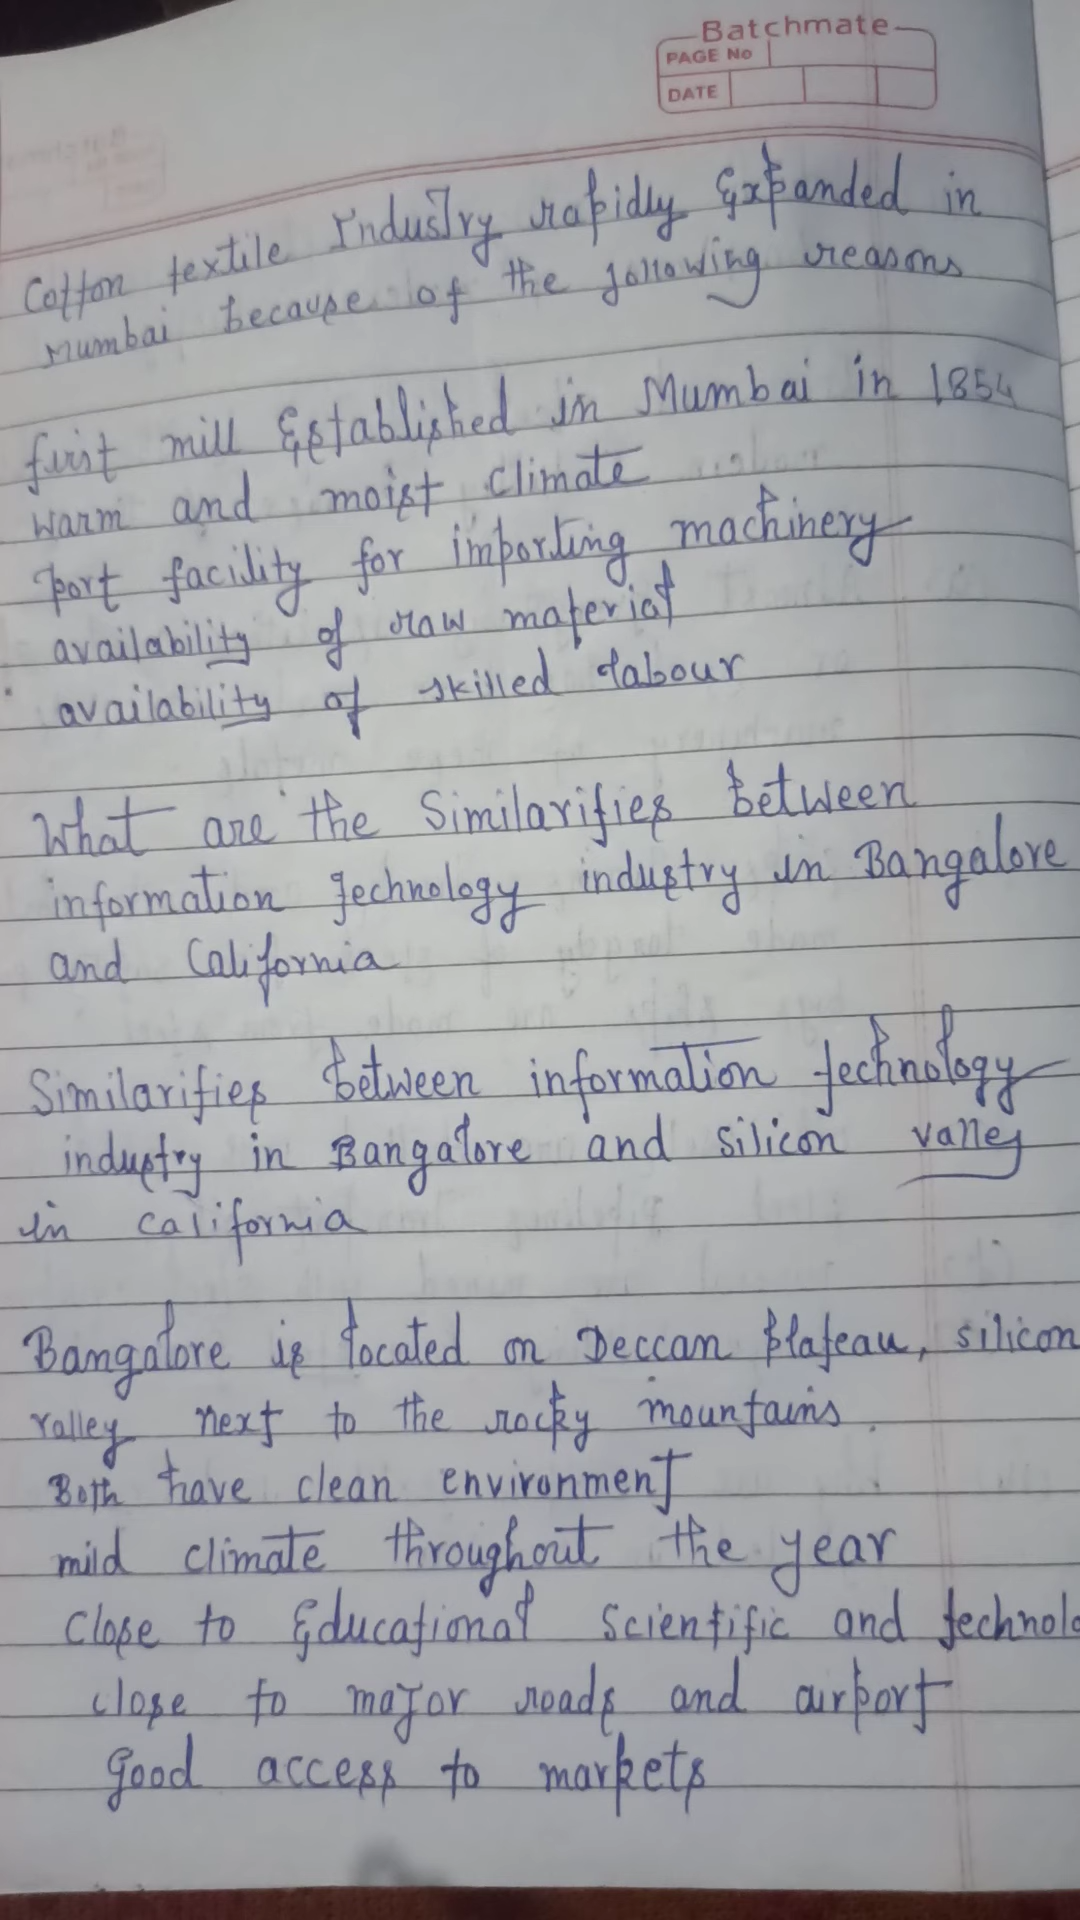 Batchmate
PAGE No
DATE
Cotton textile Industry rapidly Expanded in
Mumbai because of the following reasons
first mill Established in Mumbai in 1854
warm and moist climate
port facility for importing machinery
availability of raw material
availability of skilled labour
What are the Similarities between
information technology industry in Bangalore
and California
Similarities between information technology
industry in Bangalore and silicon valley
in california
Bangalore is located on Deccan plateau, silicon
valley next to the rocky mountains.
Both have clean environment
mild climate throughout the year
close to Educational scientific and technolo
close to major roads and airport
Good access to markets